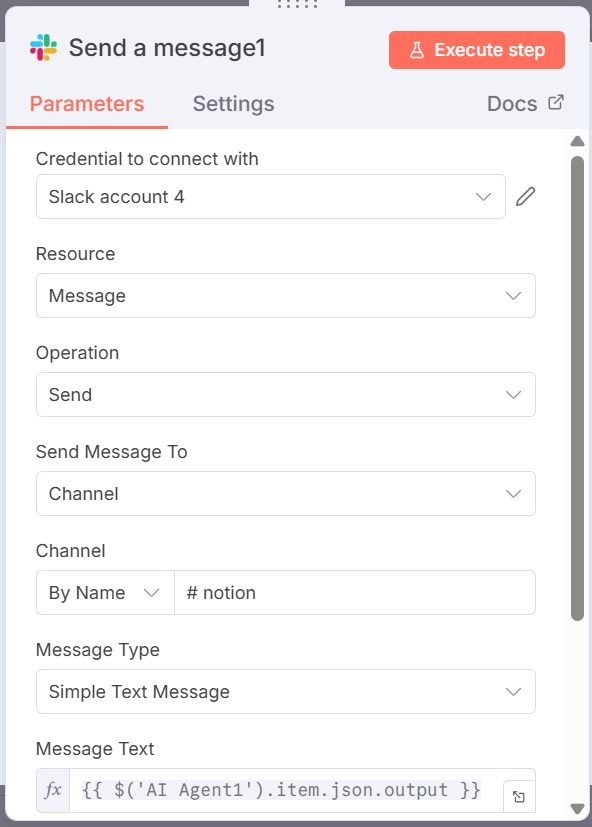 Send a message1
Execute step
Parameters Settings Docs
Credential to connect with
Slack account 4
Resource
Message
Operation
Send
Send Message To
Channel
Channel
By Name # notion
Message Type
Simple Text Message
Message Text
fx {{ $('AI Agent1').item.json.output }}